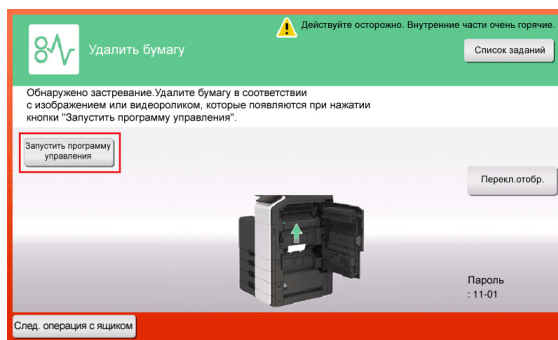 Действуйте осторожно. Внутренние части очень горячие.
Удалить бумагу
Список заданий
Обнаружено застревание.Удалите бумагу в соответствии
с изображением или видеороликом, которые появляются при нажатии
кнопки "Запустить программу управления".
Запустить программу
управления
Перекл.отобр.
Пароль
: 11-01
След. операция с ящиком